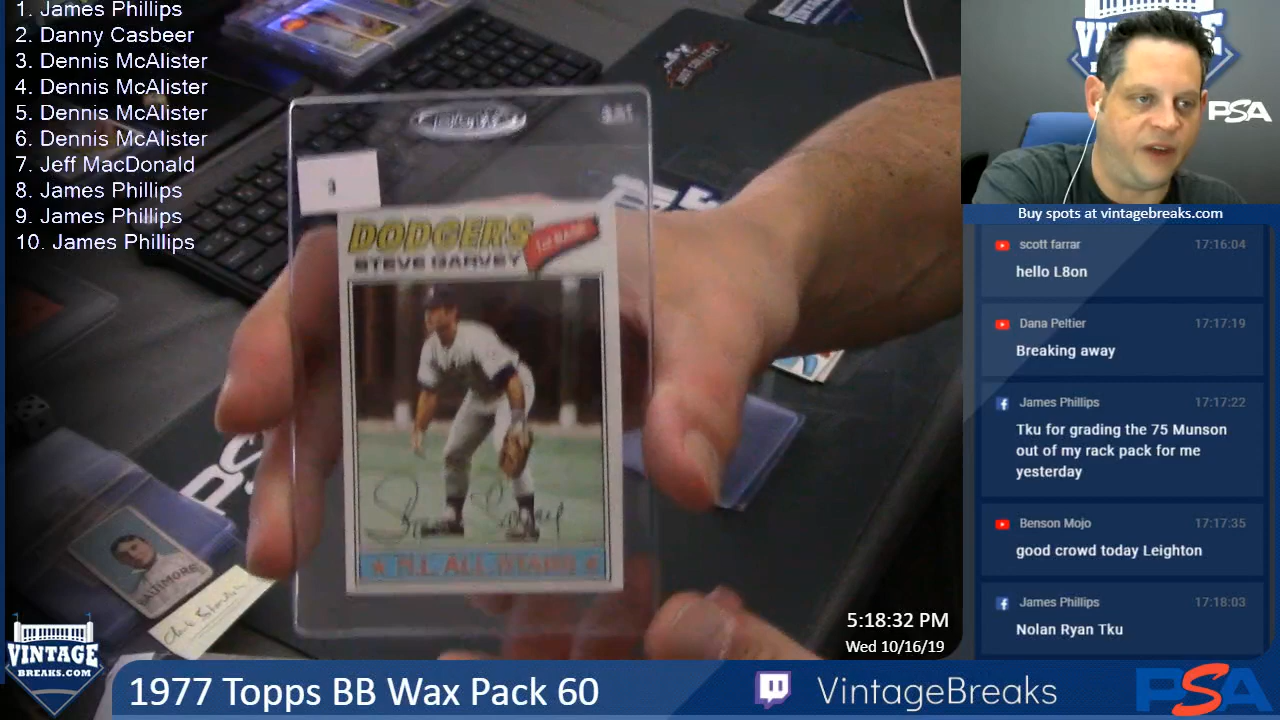 1. James Phillips
2. Danny Casbeer
3. Dennis McAlister
4. Dennis McAlister
5. Dennis McAlister
6. Dennis McAlister
7. Jeff MacDonald
8. James Phillips
9. James Phillips
10. James Phillips
DODGERS
1st BASE
STEVE GARVEY
Steve Garvey
★ N.L. ALL STARS ★
BALTIMORE
PS
PSA
Buy spots at vintagebreaks.com
scott farrar 17:16:04
hello L8on
Dana Peltier 17:17:19
Breaking away
James Phillips 17:17:22
Tku for grading the 75 Munson
out of my rack pack for me
yesterday
Benson Mojo 17:17:35
good crowd today Leighton
James Phillips 17:18:03
Nolan Ryan Tku
5:18:32 PM
Wed 10/16/19
VINTAGE
BREAKS.COM
1977 Topps BB Wax Pack 60
VintageBreaks
PSA